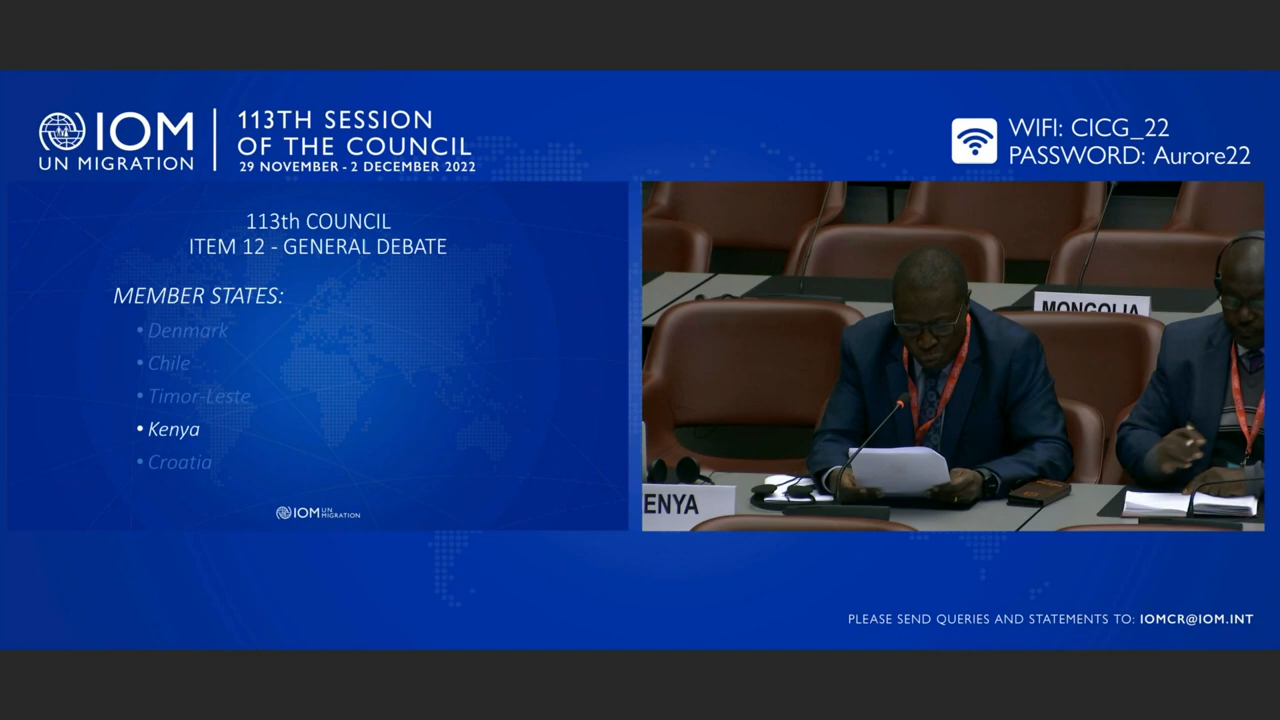 IOM
UN MIGRATION
113TH SESSION
OF THE COUNCIL
29 NOVEMBER - 2 DECEMBER 2022
WIFI: CICG_22
PASSWORD: Aurore22
113th COUNCIL
ITEM 12 - GENERAL DEBATE
MEMBER STATES:
• Denmark
• Chile
• Timor-Leste
• Kenya
• Croatia
IOM UN
MIGRATION
MONGOLIA
ENYA
PLEASE SEND QUERIES AND STATEMENTS TO: IOMCR@IOM.INT